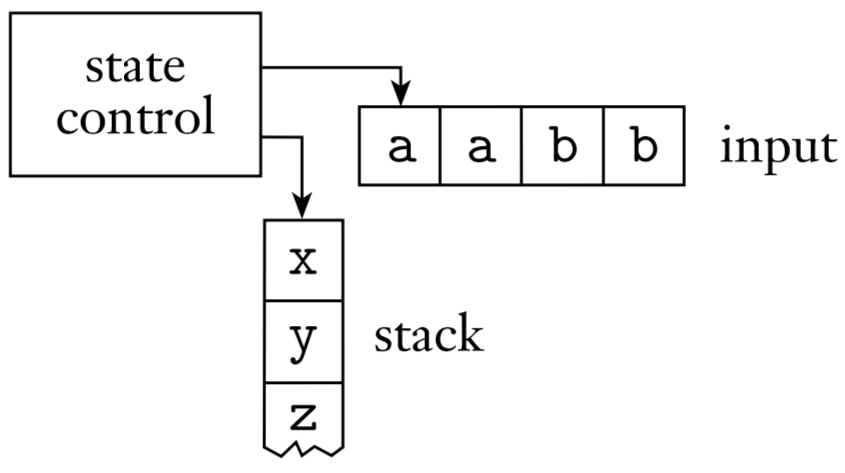 state
control
a a b b input
x
y stack
z